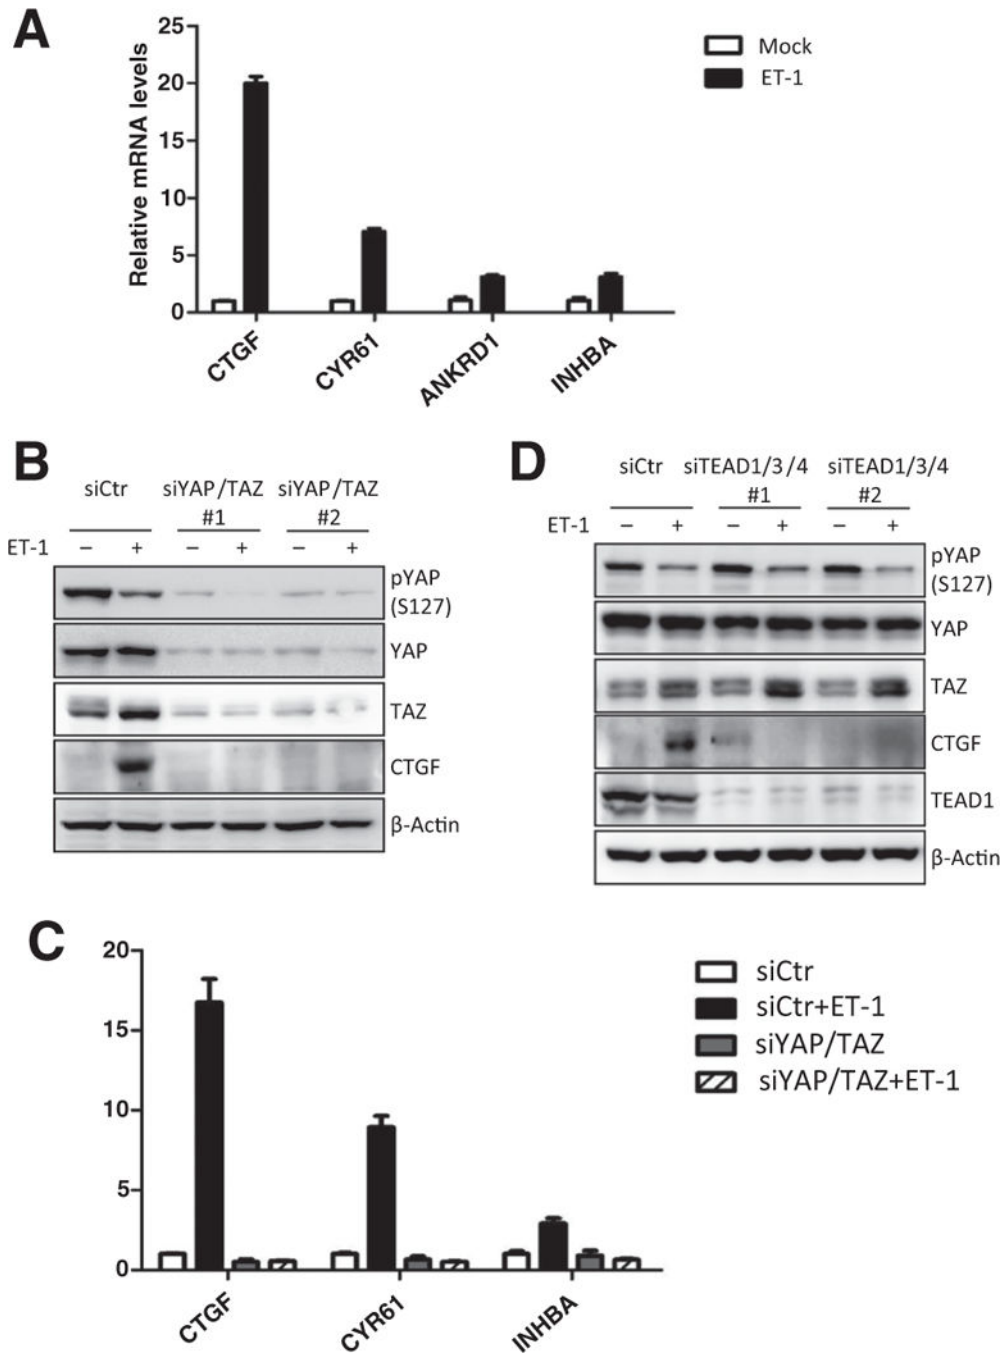 A
Relative mRNA levels
25
20
15
10
5
0
CTGF
CYR61
ANKRD1
INHBA
Mock
ET-1
B
siCtr
siYAP/TAZ
#1
siYAP/TAZ
#2
ET-1
− + − + − +
pYAP
(S127)
YAP
TAZ
CTGF
β-Actin
D
siCtr
siTEAD1/3/4
#1
siTEAD1/3/4
#2
ET-1
− + − + − +
pYAP
(S127)
YAP
TAZ
CTGF
TEAD1
β-Actin
C
20
15
10
5
0
CTGF
CYR61
INHBA
siCtr
siCtr+ET-1
siYAP/TAZ
siYAP/TAZ+ET-1